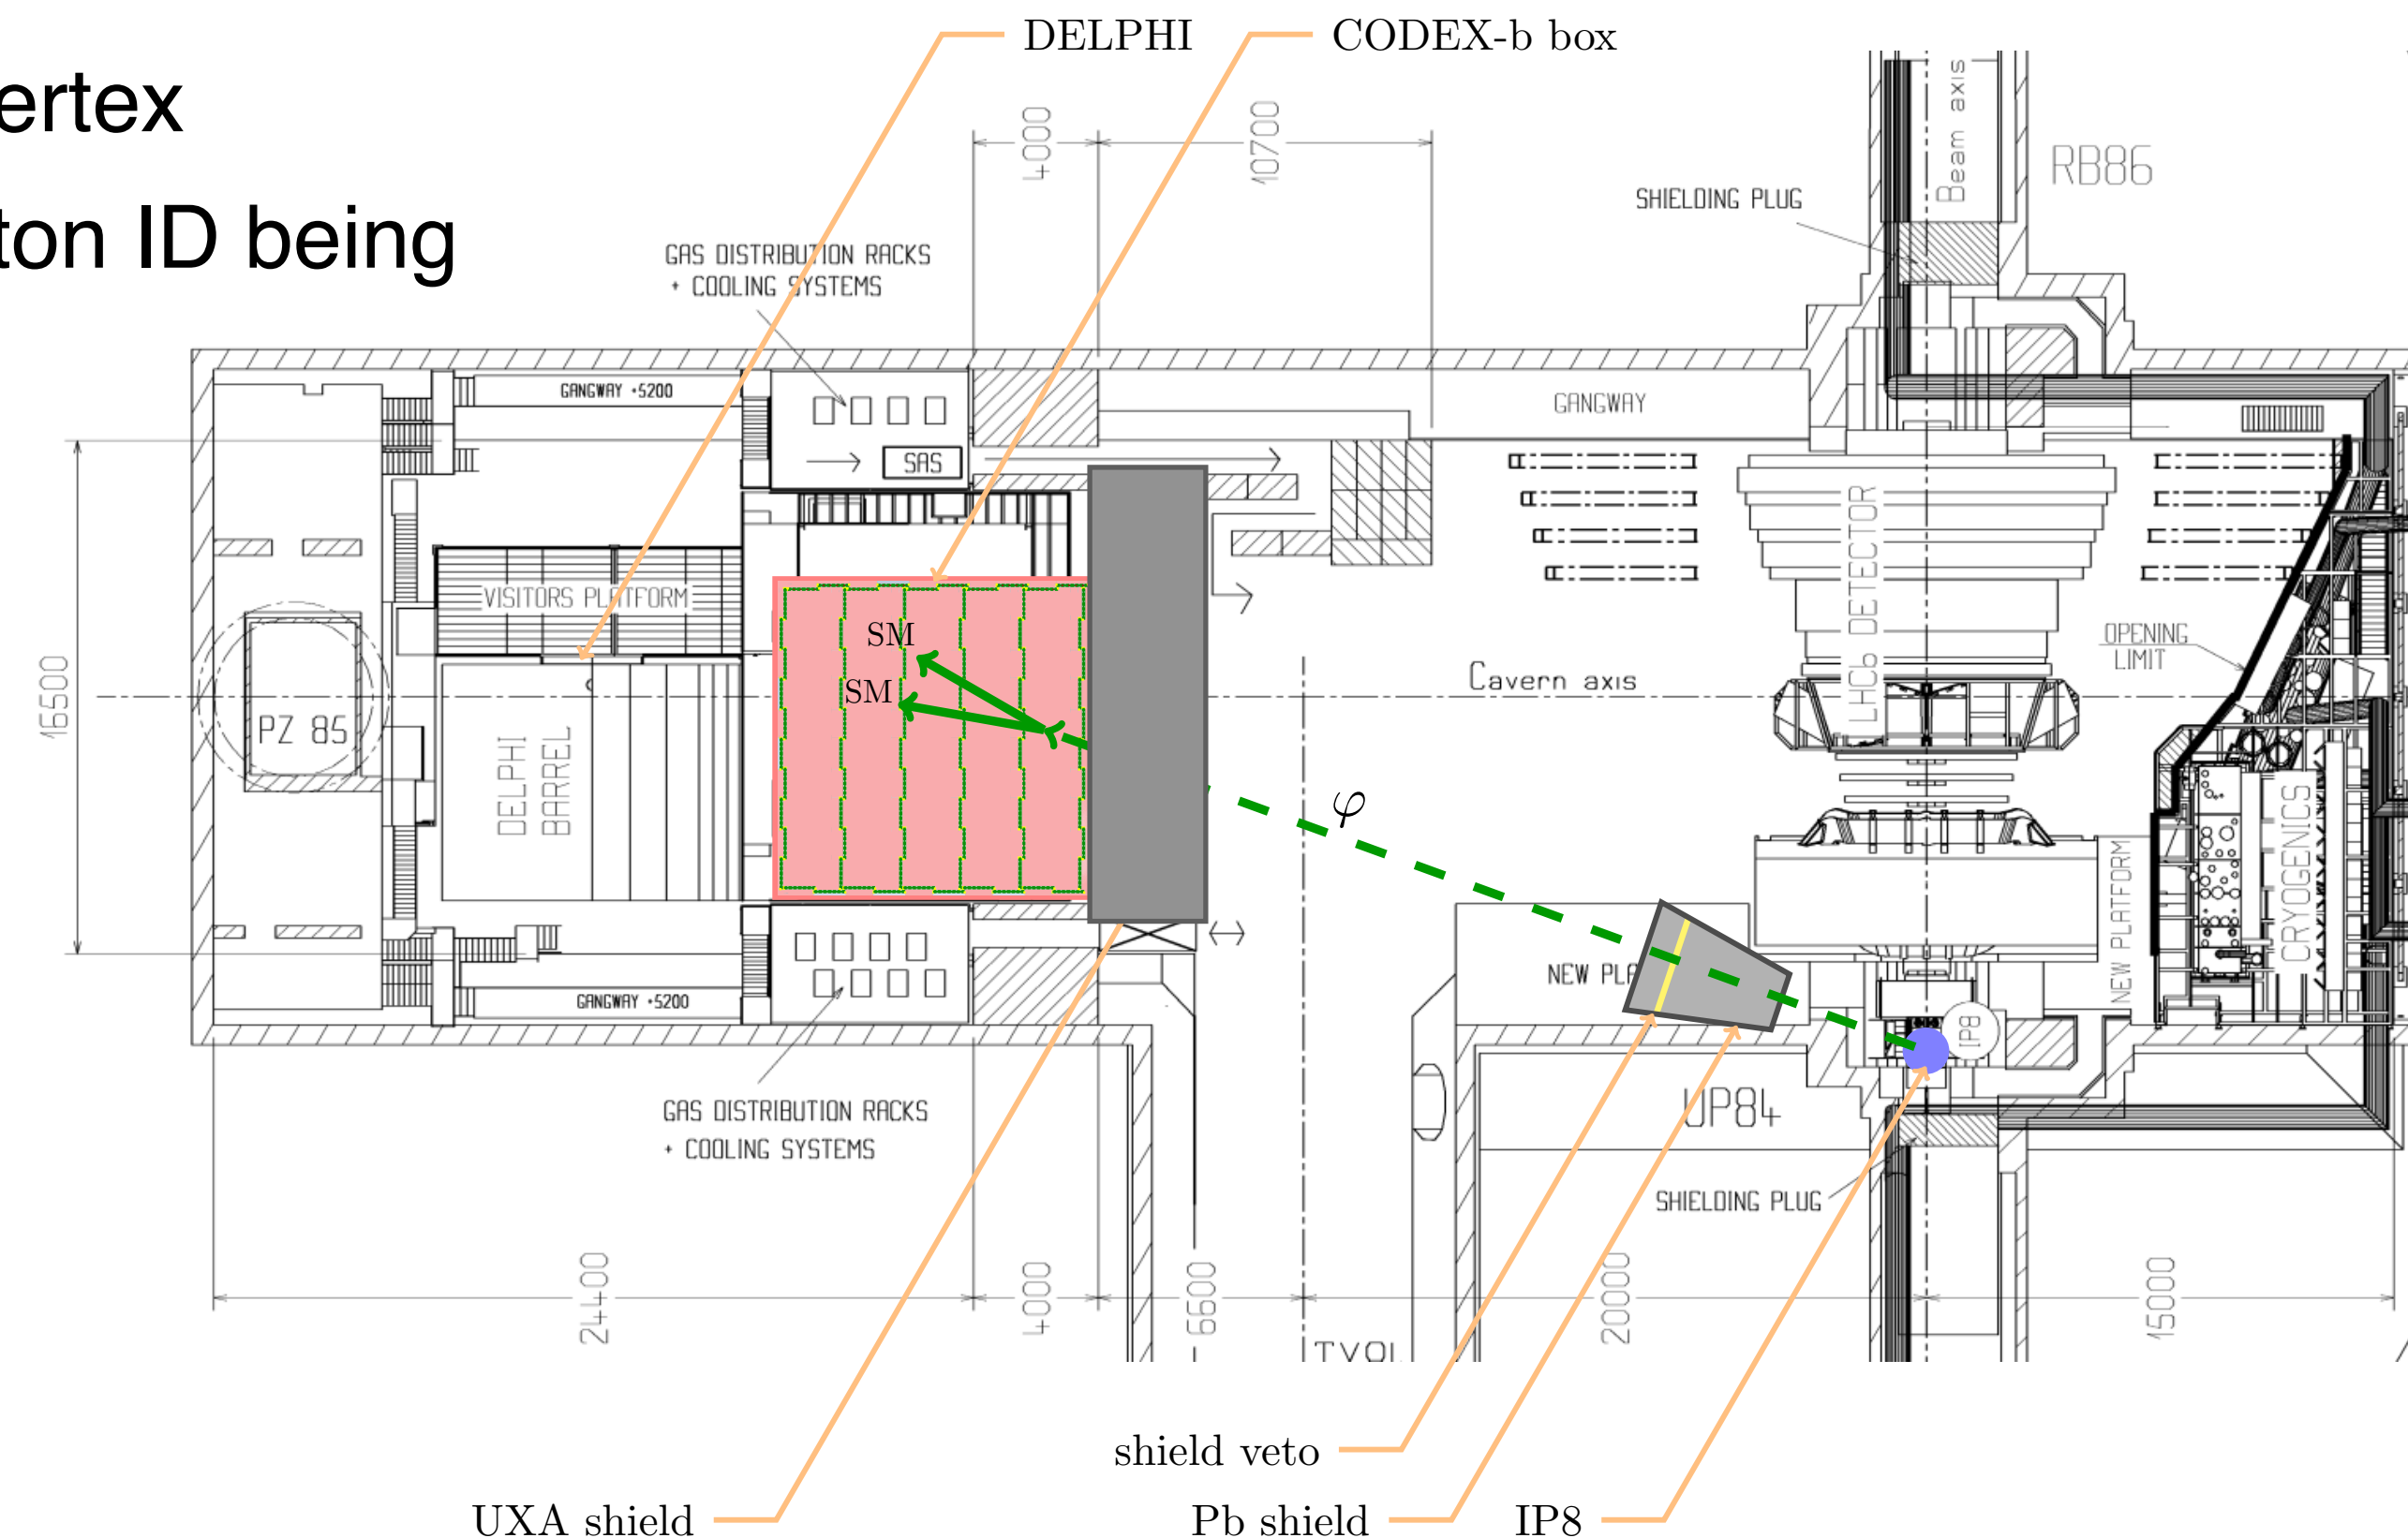 DELPHI
CODEX-b box
ertex
ton ID being
4000
10700
Beam axis
RB86
SHIELDING PLUG
GAS DISTRIBUTION RACKS
+ COOLING SYSTEMS
GANGWAY +5200
GANGWAY
SAS
LHCb DETECTOR
VISITORS PLATFORM
SM
SM
OPENING
LIMIT
Cavern axis
16500
PZ 85
DELPHI
BARREL
φ
CRYOGENICS
NEW PLATFORM
NEW PLA
GANGWAY +5200
IP8
GAS DISTRIBUTION RACKS
+ COOLING SYSTEMS
UP84
SHIELDING PLUG
24400
4000
6600
20000
15000
shield veto
UXA shield
Pb shield
IP8